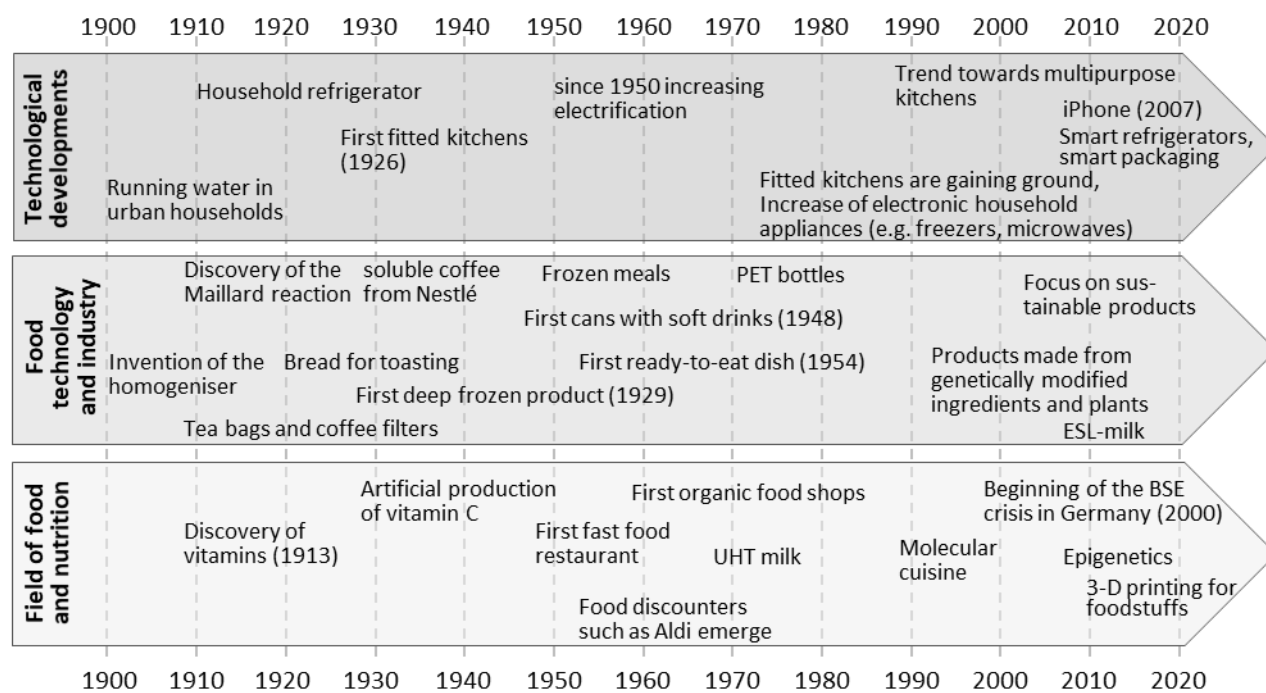 1900 1910 1920 1930 1940 1950 1960 1970 1980 1990 2000 2010 2020
Technological
developments
Household refrigerator
since 1950 increasing
electrification
Trend towards multipurpose
kitchens
iPhone (2007)
First fitted kitchens
(1926)
Smart refrigerators,
smart packaging
Running water in
urban households
Fitted kitchens are gaining ground,
Increase of electronic household
appliances (e.g. freezers, microwaves)
Food
technology
and industry
Discovery of the
Maillard reaction
soluble coffee
from Nestlé
Frozen meals
PET bottles
Focus on sus-
tainable products
First cans with soft drinks (1948)
Invention of the
homogeniser
Bread for toasting
First ready-to-eat dish (1954)
Products made from
genetically modified
ingredients and plants
First deep frozen product (1929)
Tea bags and coffee filters
ESL-milk
Field of food
and nutrition
Artificial production
of vitamin C
First organic food shops
Beginning of the BSE
crisis in Germany (2000)
Discovery of
vitamins (1913)
First fast food
restaurant
UHT milk
Molecular
cuisine
Epigenetics
3-D printing for
foodstuffs
Food discounters
such as Aldi emerge
1900 1910 1920 1930 1940 1950 1960 1970 1980 1990 2000 2010 2020